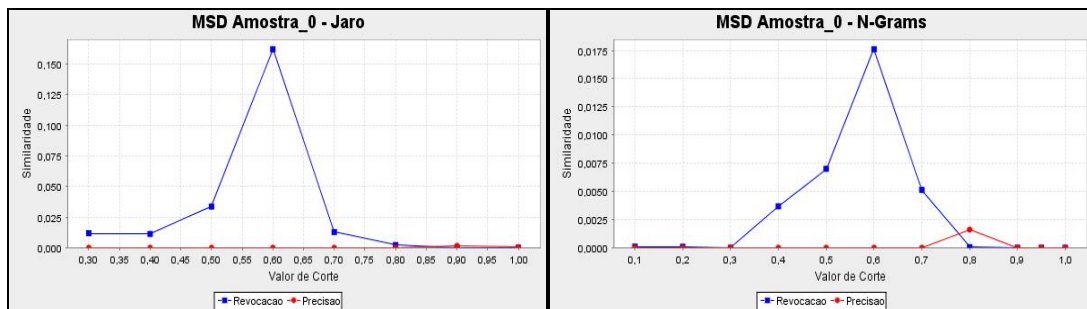 MSD Amostra_0 - Jaro
Similaridade
0,150
0,125
0,100
0,075
0,050
0,025
0,000
0,30 0,35 0,40 0,45 0,50 0,55 0,60 0,65 0,70 0,75 0,80 0,85 0,90 0,95 1,00
Valor de Corte
Revocacao Precisao
MSD Amostra_0 - N-Grams
Similaridade
0,0175
0,0150
0,0125
0,0100
0,0075
0,0050
0,0025
0,0000
0,1 0,2 0,3 0,4 0,5 0,6 0,7 0,8 0,9 1,0
Valor de Corte
Revocacao Precisao